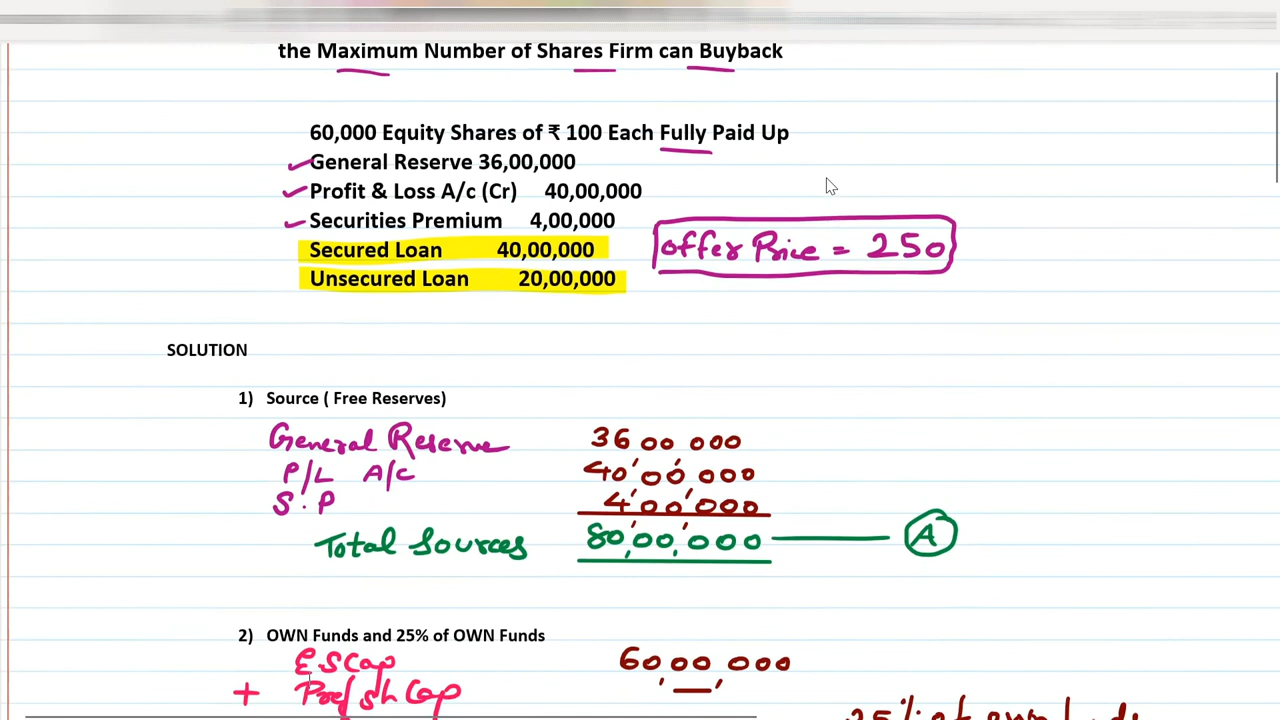 the Maximum Number of Shares Firm can Buyback
60,000 Equity Shares of ₹ 100 Each Fully Paid Up
General Reserve 36,00,000
Profit & Loss A/c (Cr) 40,00,000
Securities Premium 4,00,000
Secured Loan 40,00,000
Unsecured Loan 20,00,000
offer Price = 250
SOLUTION
1) Source ( Free Reserves)
General Reserve 36,00,000
P/L A/C 40,00,000
S.P 4,00,000
Total Sources 80,00,000 A
2) OWN Funds and 25% of OWN Funds
E S Cap 60,00,000
+ Pref sh Cap
25% of own funds